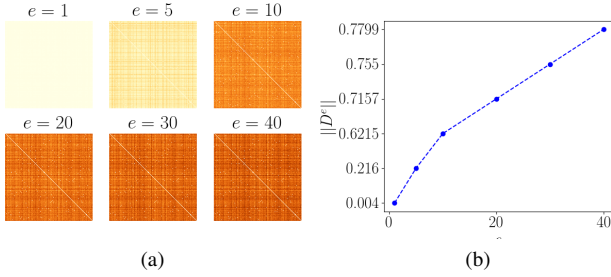 e = 1
e = 5
e = 10
e = 20
e = 30
e = 40
(a)
0.7799
0.755
0.7157
0.6215
0.216
0.004
||D^e||
0
20
40
(b)